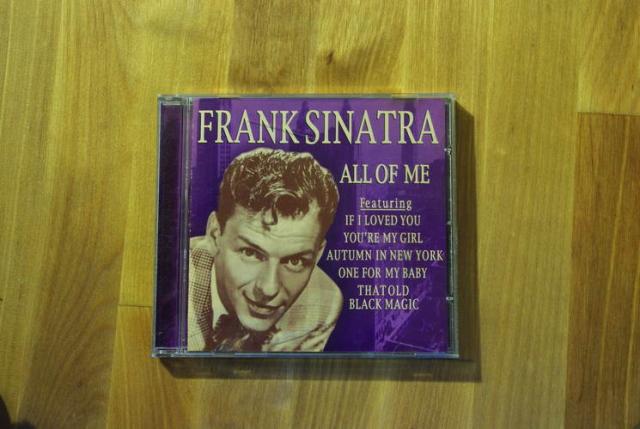 FRANK SINATRA
ALL OF ME
Featuring
IF I LOVED YOU
YOU'RE MY GIRL
AUTUMN IN NEW YORK
ONE FOR MY BABY
THAT OLD
BLACK MAGIC